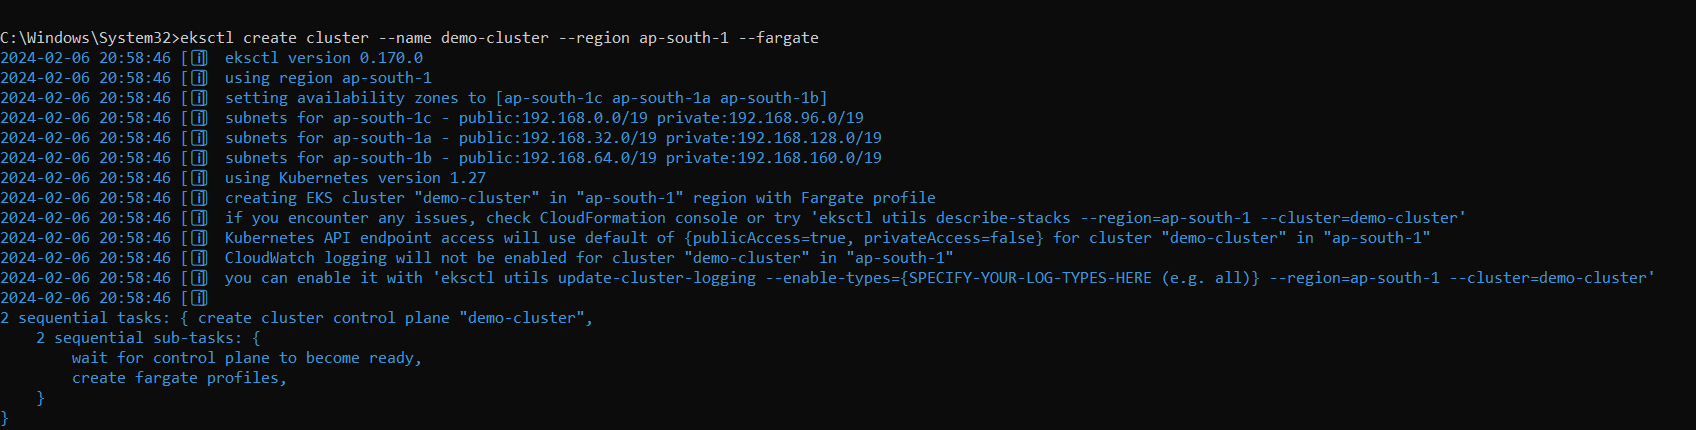 C:\Windows\System32>eksctl create cluster --name demo-cluster --region ap-south-1 --fargate
2024-02-06 20:58:46 [ℹ]  eksctl version 0.170.0
2024-02-06 20:58:46 [ℹ]  using region ap-south-1
2024-02-06 20:58:46 [ℹ]  setting availability zones to [ap-south-1c ap-south-1a ap-south-1b]
2024-02-06 20:58:46 [ℹ]  subnets for ap-south-1c - public:192.168.0.0/19 private:192.168.96.0/19
2024-02-06 20:58:46 [ℹ]  subnets for ap-south-1a - public:192.168.32.0/19 private:192.168.128.0/19
2024-02-06 20:58:46 [ℹ]  subnets for ap-south-1b - public:192.168.64.0/19 private:192.168.160.0/19
2024-02-06 20:58:46 [ℹ]  using Kubernetes version 1.27
2024-02-06 20:58:46 [ℹ]  creating EKS cluster "demo-cluster" in "ap-south-1" region with Fargate profile
2024-02-06 20:58:46 [ℹ]  if you encounter any issues, check CloudFormation console or try 'eksctl utils describe-stacks --region=ap-south-1 --cluster=demo-cluster'
2024-02-06 20:58:46 [ℹ]  Kubernetes API endpoint access will use default of {publicAccess=true, privateAccess=false} for cluster "demo-cluster" in "ap-south-1"
2024-02-06 20:58:46 [ℹ]  CloudWatch logging will not be enabled for cluster "demo-cluster" in "ap-south-1"
2024-02-06 20:58:46 [ℹ]  you can enable it with 'eksctl utils update-cluster-logging --enable-types={SPECIFY-YOUR-LOG-TYPES-HERE (e.g. all)} --region=ap-south-1 --cluster=demo-cluster'
2024-02-06 20:58:46 [ℹ]
2 sequential tasks: { create cluster control plane "demo-cluster",
    2 sequential sub-tasks: {
        wait for control plane to become ready,
        create fargate profiles,
    }
}